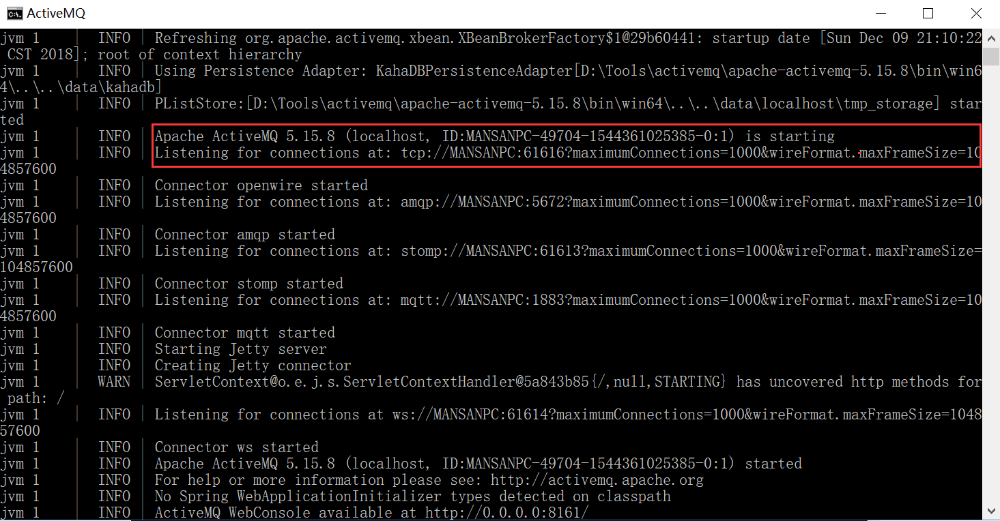 ActiveMQ
jvm 1    | INFO | Refreshing org.apache.activemq.xbean.XBeanBrokerFactory$1@29b60441: startup date [Sun Dec 09 21:10:22
 CST 2018]; root of context hierarchy
jvm 1    | INFO | Using Persistence Adapter: KahaDBPersistenceAdapter[D:\Tools\activemq\apache-activemq-5.15.8\bin\win6
4\..\..\data\kahadb]
jvm 1    | INFO | PListStore:[D:\Tools\activemq\apache-activemq-5.15.8\bin\win64\..\..\data\localhost\tmp_storage] star
ted
jvm 1    | INFO | Apache ActiveMQ 5.15.8 (localhost, ID:MANSANPC-49704-1544361025385-0:1) is starting
jvm 1    | INFO | Listening for connections at: tcp://MANSANPC:61616?maximumConnections=1000&wireFormat.maxFrameSize=10
4857600
jvm 1    | INFO | Connector openwire started
jvm 1    | INFO | Listening for connections at: amqp://MANSANPC:5672?maximumConnections=1000&wireFormat.maxFrameSize=10
4857600
jvm 1    | INFO | Connector amqp started
jvm 1    | INFO | Listening for connections at: stomp://MANSANPC:61613?maximumConnections=1000&wireFormat.maxFrameSize=
104857600
jvm 1    | INFO | Connector stomp started
jvm 1    | INFO | Listening for connections at: mqtt://MANSANPC:1883?maximumConnections=1000&wireFormat.maxFrameSize=10
4857600
jvm 1    | INFO | Connector mqtt started
jvm 1    | INFO | Starting Jetty server
jvm 1    | INFO | Creating Jetty connector
jvm 1    | WARN | ServletContext@o.e.j.s.ServletContextHandler@5a843b85{/,null,STARTING} has uncovered http methods for
 path: /
jvm 1    | INFO | Listening for connections at ws://MANSANPC:61614?maximumConnections=1000&wireFormat.maxFrameSize=1048
57600
jvm 1    | INFO | Connector ws started
jvm 1    | INFO | Apache ActiveMQ 5.15.8 (localhost, ID:MANSANPC-49704-1544361025385-0:1) started
jvm 1    | INFO | For help or more information please see: http://activemq.apache.org
jvm 1    | INFO | No Spring WebApplicationInitializer types detected on classpath
jvm 1    | INFO | ActiveMQ WebConsole available at http://0.0.0.0:8161/